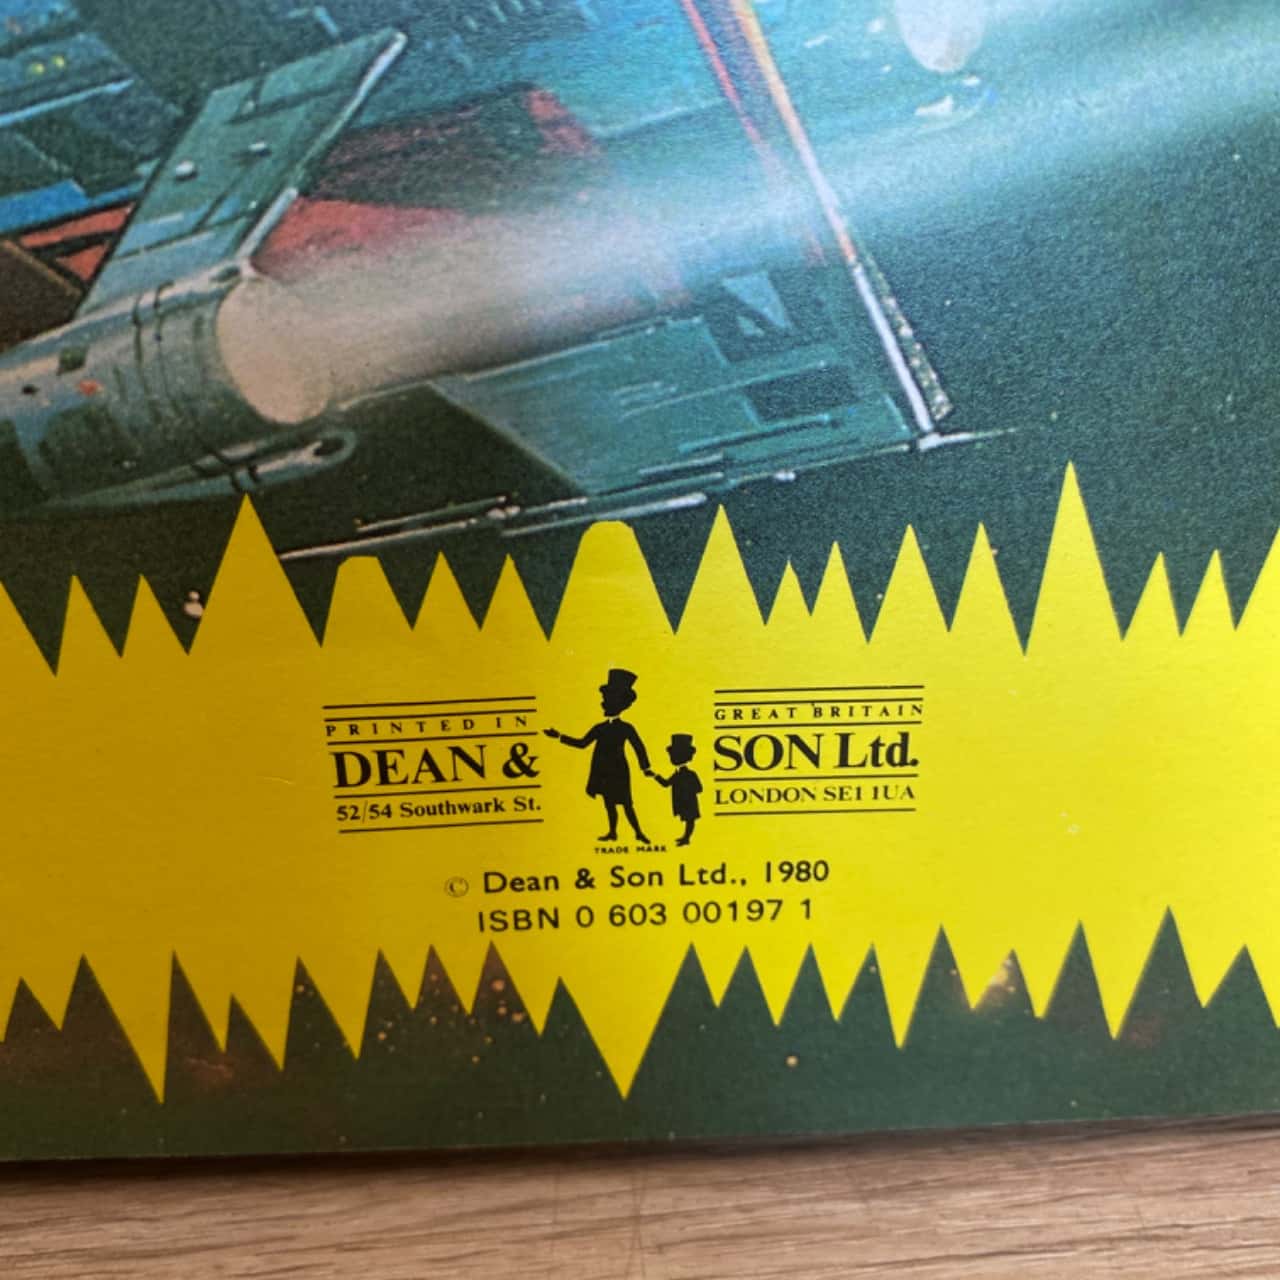 PRINTED IN
DEAN &
52/54 Southwark St.
GREAT BRITAIN
SON Ltd.
LONDON SE1 1UA
TRADE MARK
© Dean & Son Ltd., 1980
ISBN 0 603 00197 1